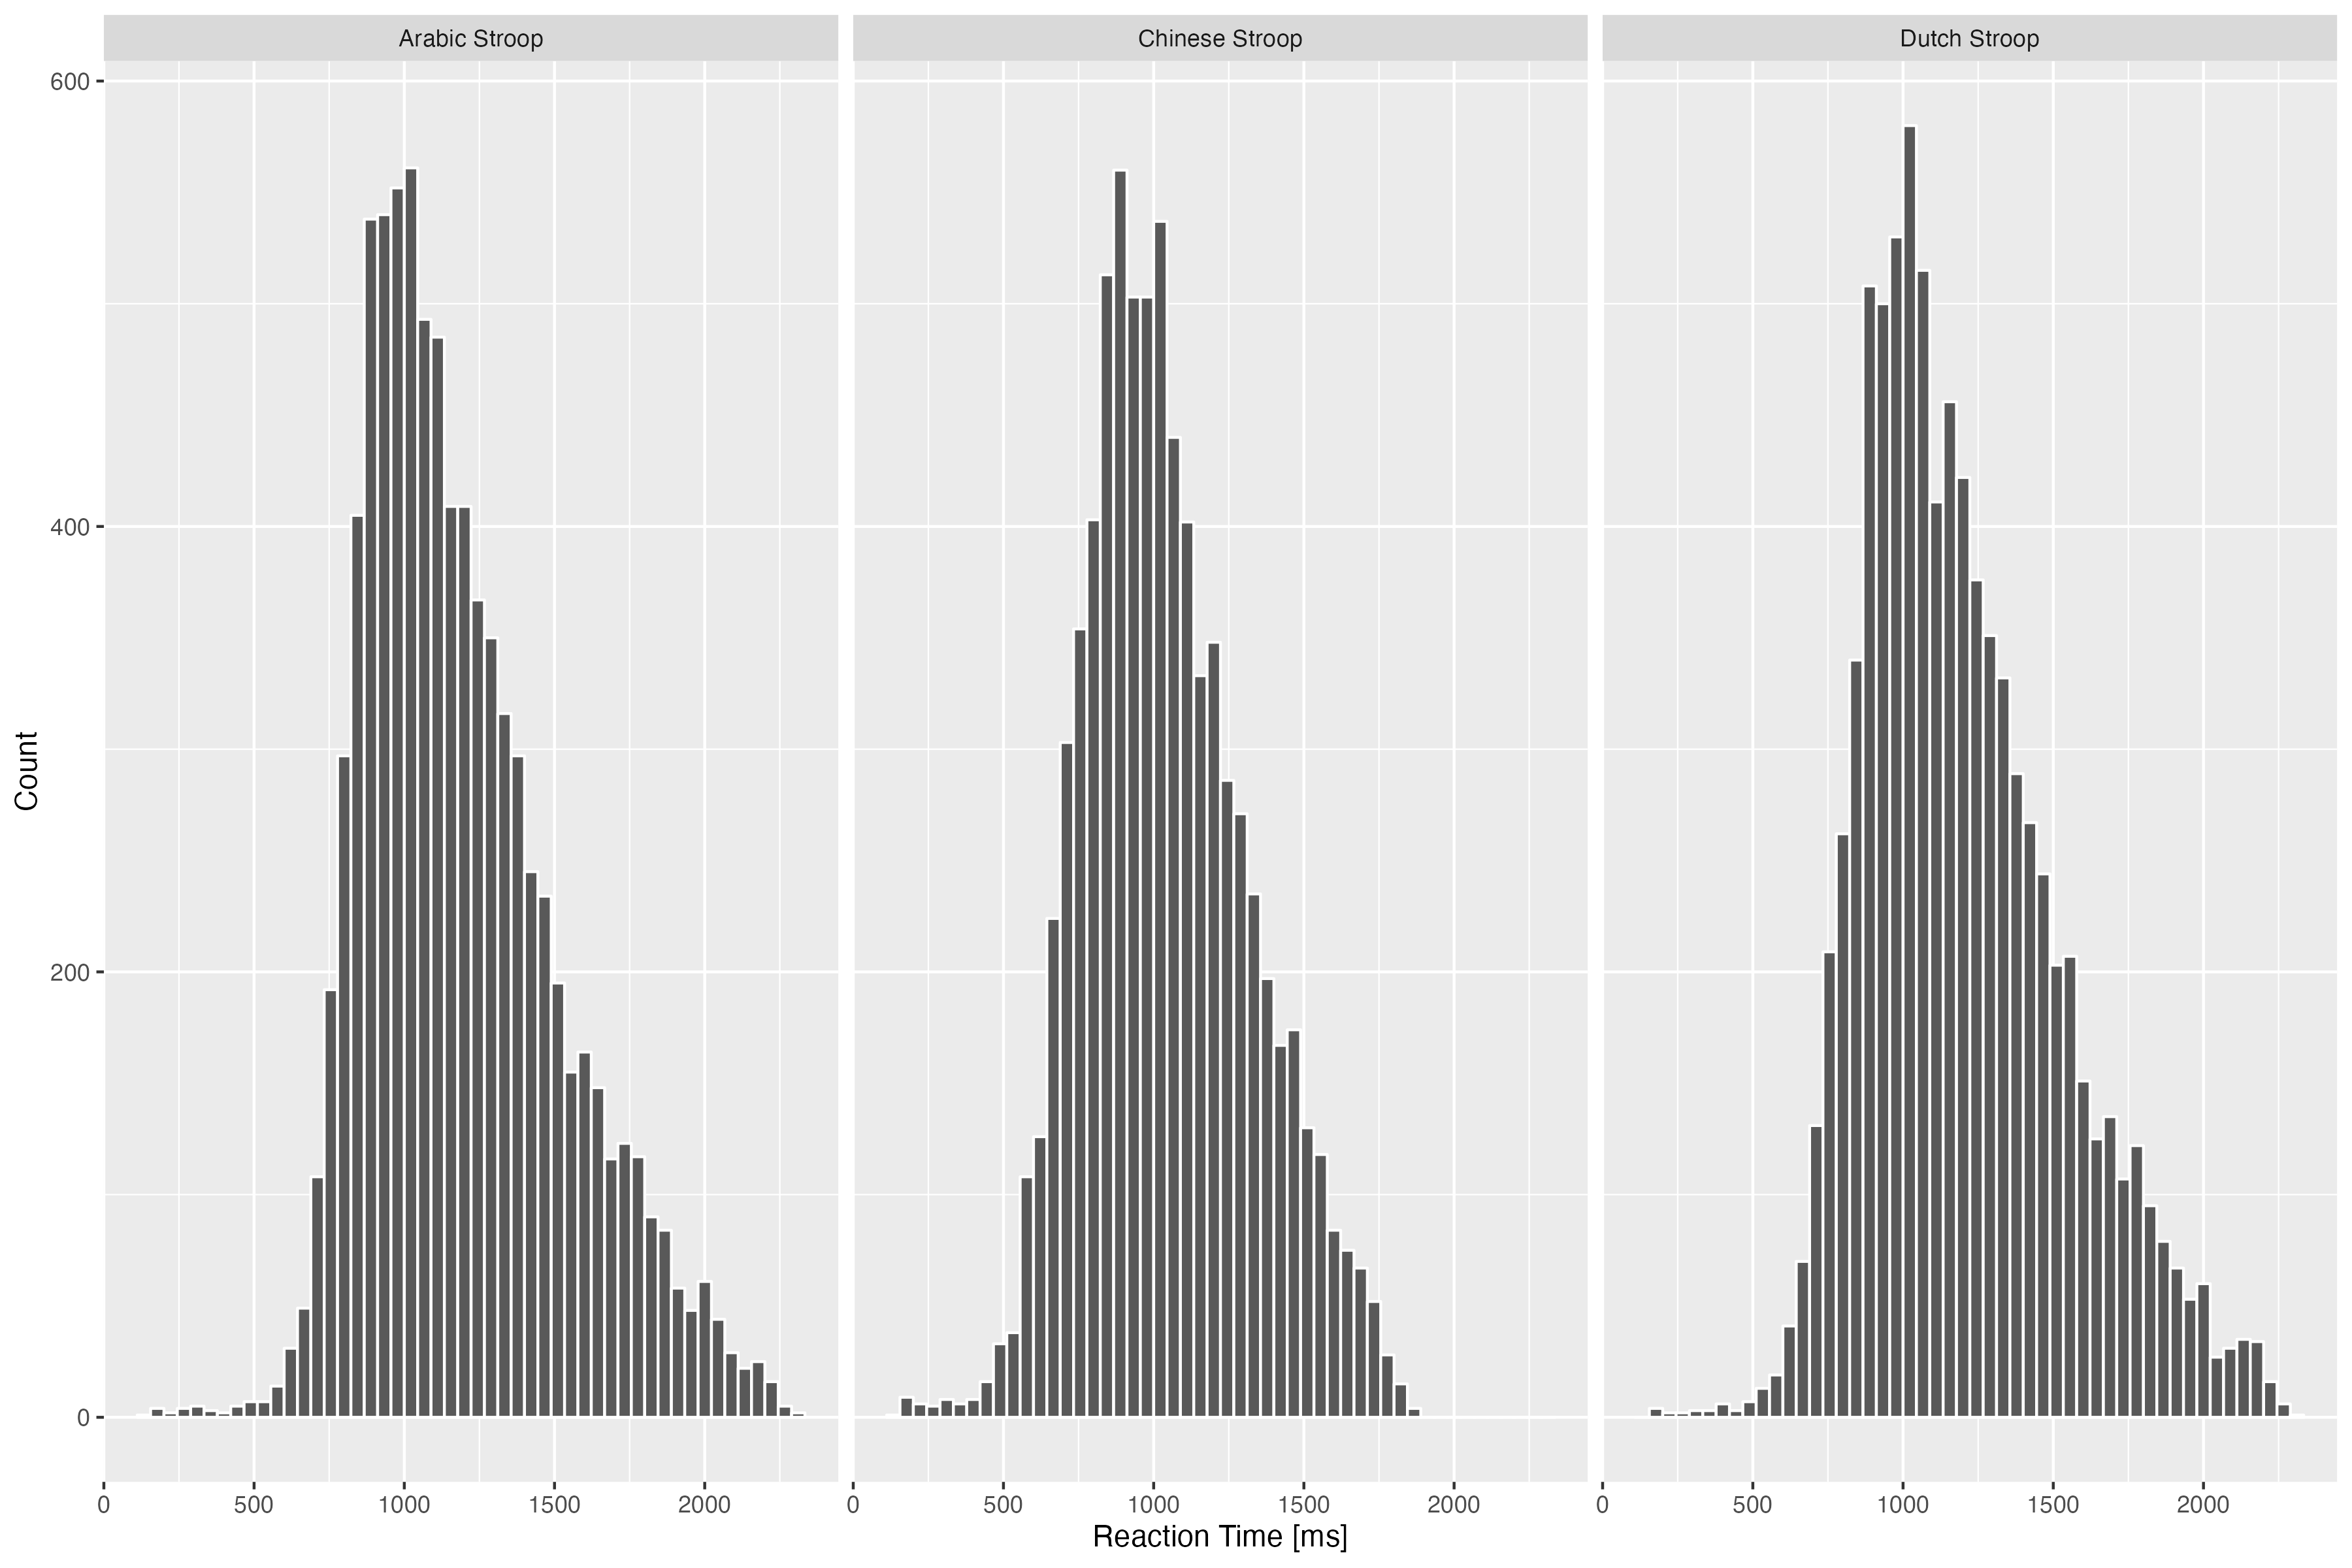 Arabic Stroop Chinese Stroop Dutch Stroop
600
400
200
0
Count
0 500 1000 1500 2000 0 500 1000 1500 2000 0 500 1000 1500 2000
Reaction Time [ms]